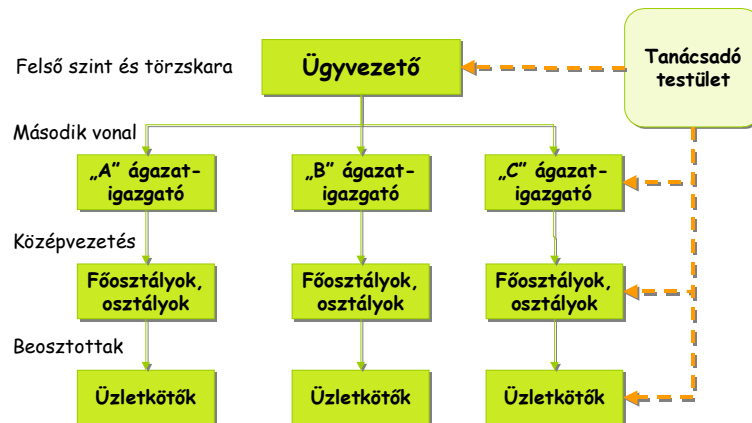 Felső szint és törzskara
Ügyvezető
Tanácsadó
testület
Második vonal
„A” ágazat-
igazgató
„B” ágazat-
igazgató
„C” ágazat-
igazgató
Középvezetés
Főosztályok,
osztályok
Főosztályok,
osztályok
Főosztályok,
osztályok
Beosztottak
Üzletkötők
Üzletkötők
Üzletkötők